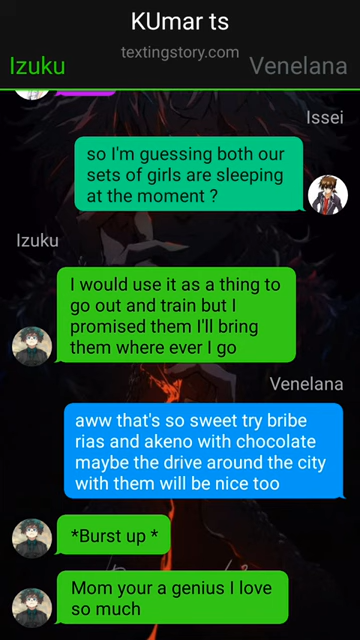 KUmar ts
textingstory.com
Izuku
Venelana
Issei
so I'm guessing both our
sets of girls are sleeping
at the moment ?
Izuku
I would use it as a thing to
go out and train but I
promised them I'll bring
them where ever I go
Venelana
aww that's so sweet try bribe
rias and akeno with chocolate
maybe the drive around the city
with them will be nice too
*Burst up *
Mom your a genius I love
so much